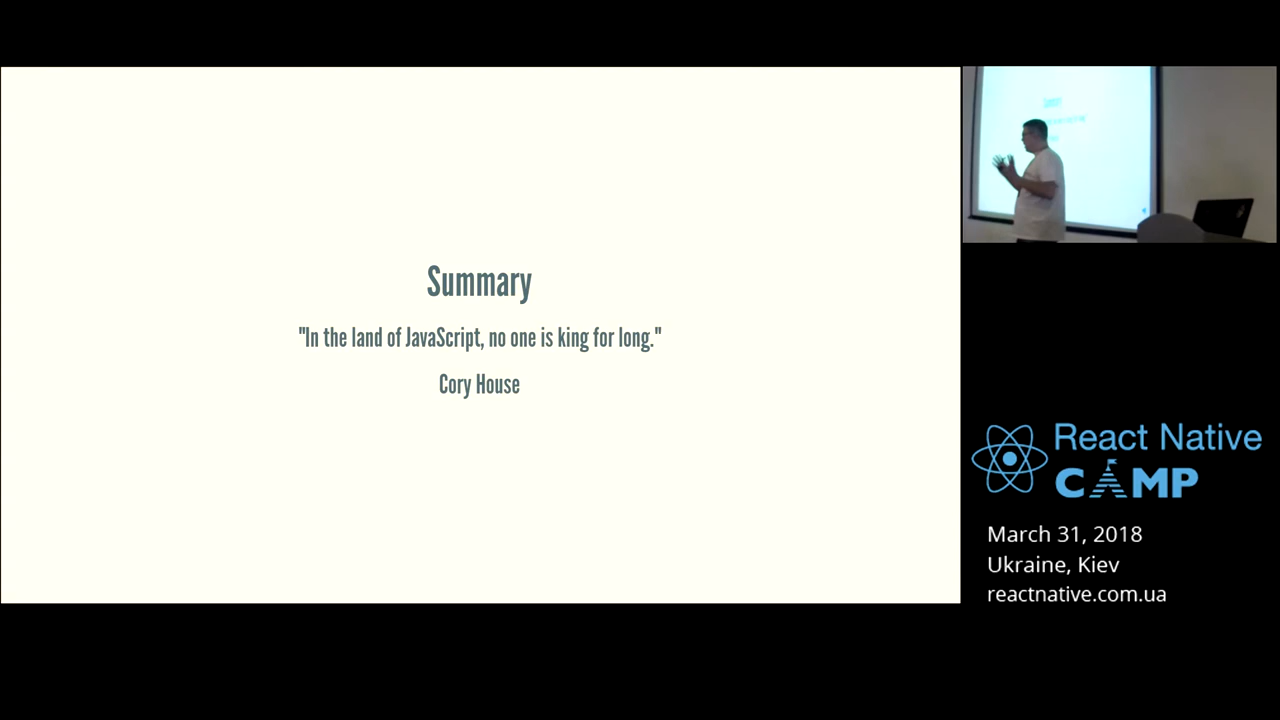 Summary
"In the land of JavaScript, no one is king for long."
Cory House
React Native
CAMP
March 31, 2018
Ukraine, Kiev
reactnative.com.ua